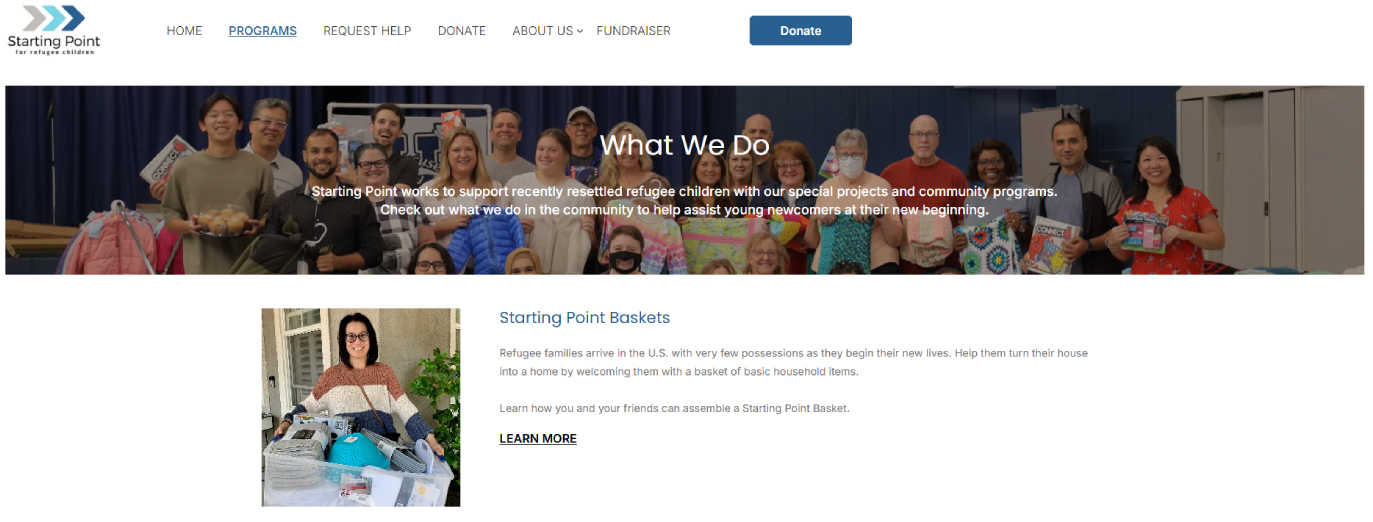 Starting Point
for refugee children
HOME
PROGRAMS
REQUEST HELP
DONATE
ABOUT US
FUNDRAISER
Donate
What We Do
Starting Point works to support recently resettled refugee children with our special projects and community programs.
Check out what we do in the community to help assist young newcomers at their new beginning.
CONNECT
Starting Point Baskets
Refugee families arrive in the U.S. with very few possessions as they begin their new lives. Help them turn their house
into a home by welcoming them with a basket of basic household items.
Learn how you and your friends can assemble a Starting Point Basket.
LEARN MORE